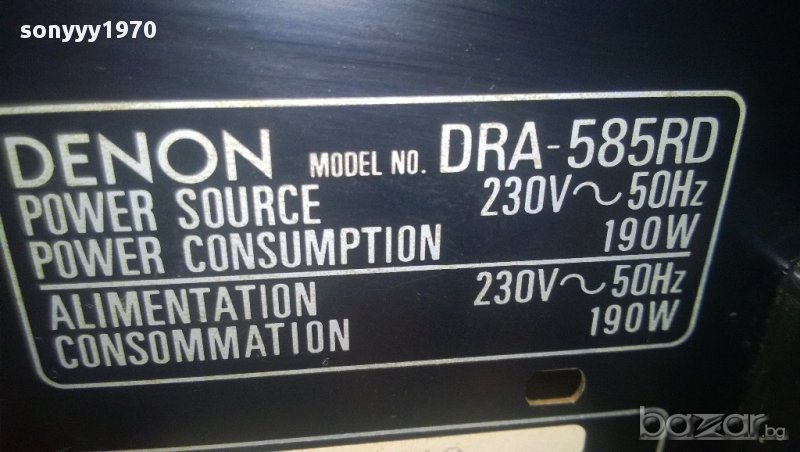 sonyyy1970
DENON MODEL NO. DRA-585RD
POWER SOURCE 230V～50Hz
POWER CONSUMPTION 190W
ALIMENTATION 230V～50Hz
CONSOMMATION 190W
bazar.bg